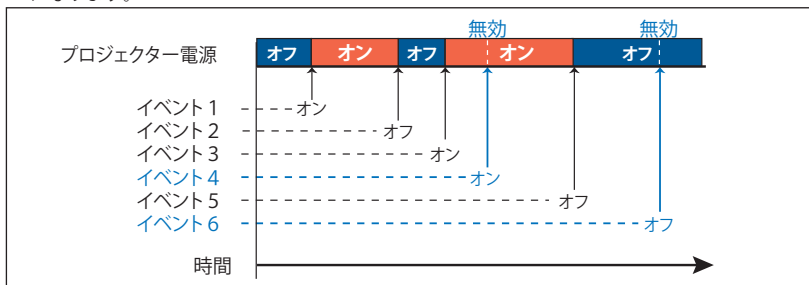 無効 無効
プロジェクター電源 オフ オン オフ オン オフ
イベント 1 オン
イベント 2 オフ
イベント 3 オン
イベント 4 オン
イベント 5 オフ
イベント 6 オフ
時間